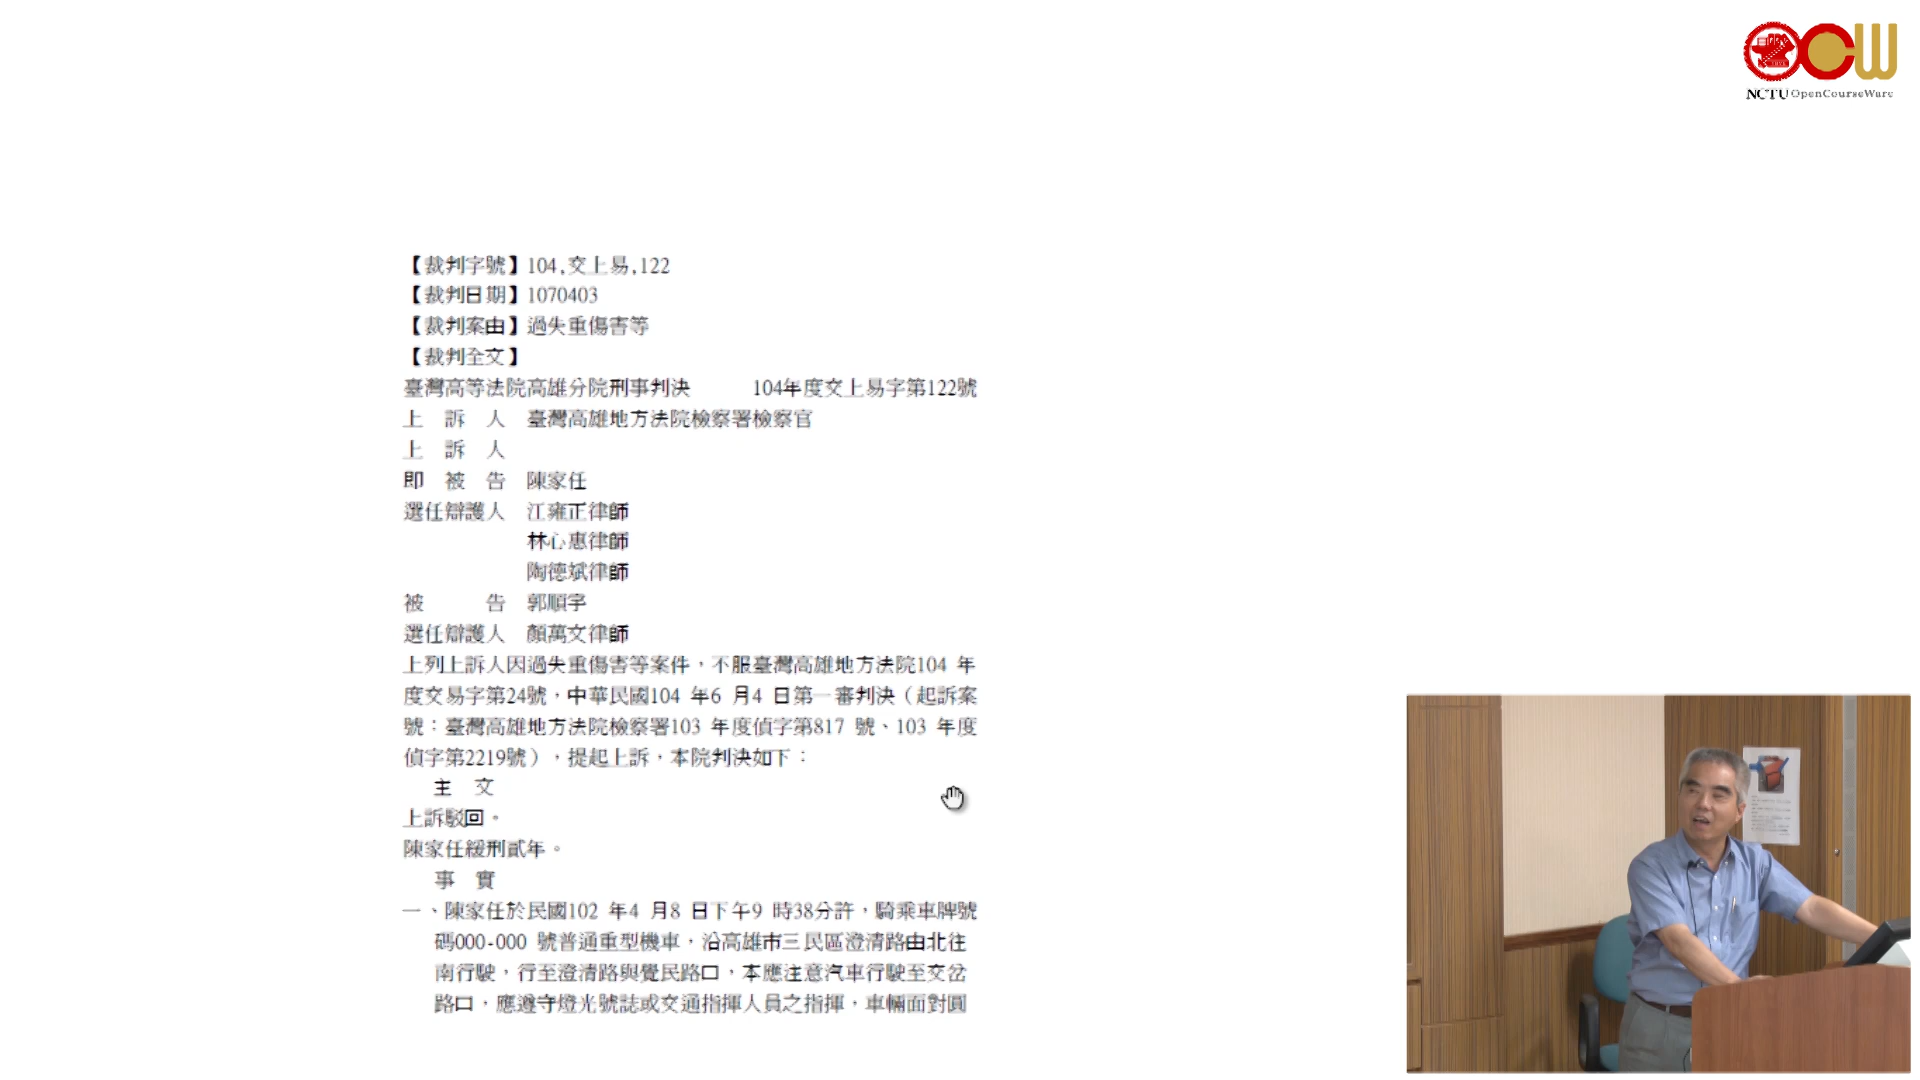 NCTU OpenCourseWare
【裁判字號】104,交上易,122
【裁判日期】1070403
【裁判案由】過失重傷害等
【裁判全文】
臺灣高等法院高雄分院刑事判決　　　104年度交上易字第122號
上　訴　人　臺灣高雄地方法院檢察署檢察官
上　訴　人
即　被　告　陳家任
選任辯護人　江雍正律師
林心惠律師
陶德斌律師
被　　　告　郭順宇
選任辯護人　顏萬文律師
上列上訴人因過失重傷害等案件，不服臺灣高雄地方法院104 年
度交易字第24號，中華民國104 年6 月4 日第一審判決（起訴案
號：臺灣高雄地方法院檢察署103 年度偵字第817 號、103 年度
偵字第2219號），提起上訴，本院判決如下：
主　文
上訴駁回。
陳家任緩刑貳年。
事　實
一、陳家任於民國102 年4 月8 日下午9 時38分許，騎乘車牌號
碼000-000 號普通重型機車，沿高雄市三民區澄清路由北往
南行駛，行至澄清路與覺民路口，本應注意汽車行駛至交岔
路口，應遵守燈光號誌或交通指揮人員之指揮，車輛面對圓